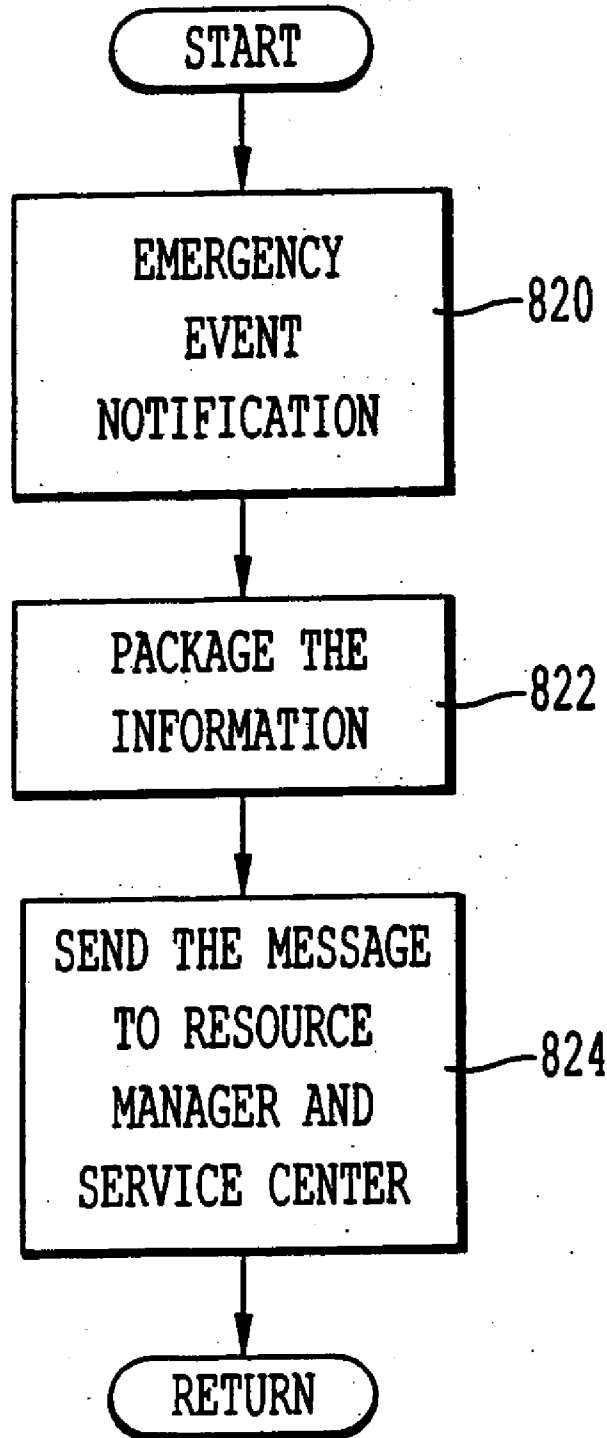 START
EMERGENCY
EVENT
NOTIFICATION
820
PACKAGE THE
INFORMATION
822
SEND THE MESSAGE
TO RESOURCE
MANAGER AND
SERVICE CENTER
824
RETURN